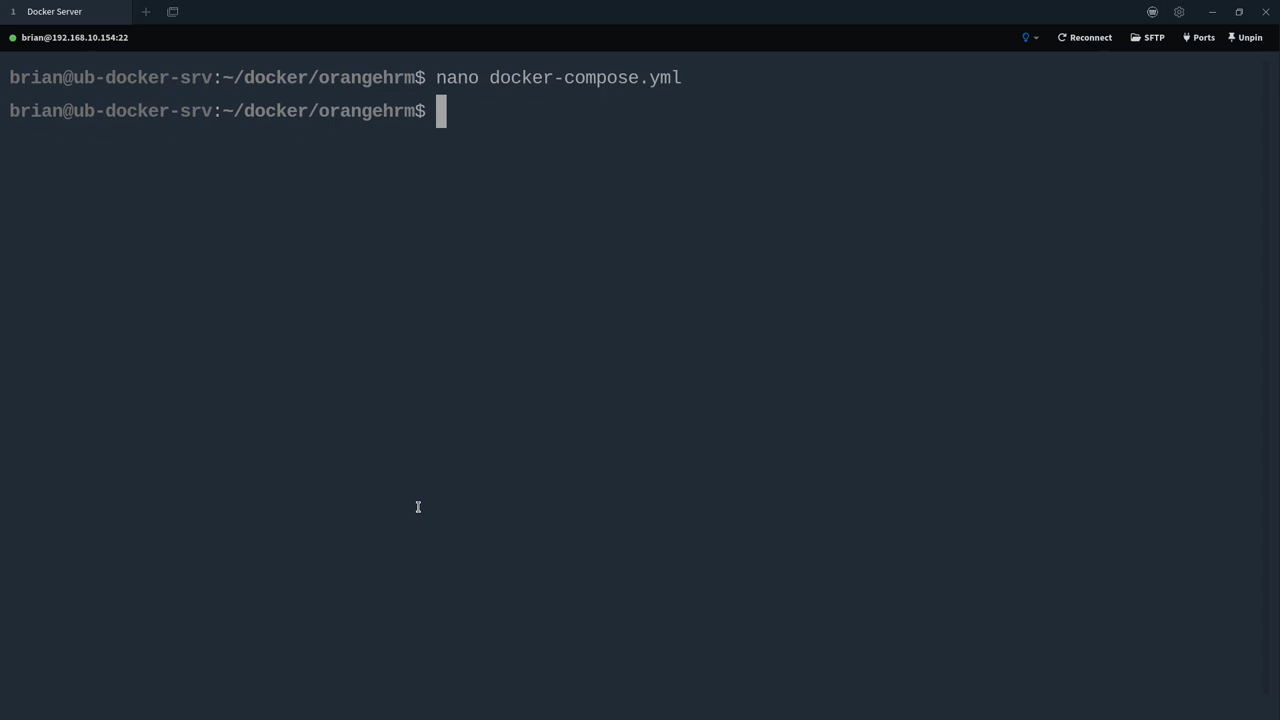 1 Docker Server
brian@192.168.10.154:22 Reconnect SFTP Ports Unpin
brian@ub-docker-srv:~/docker/orangehrm$ nano docker-compose.yml
brian@ub-docker-srv:~/docker/orangehrm$